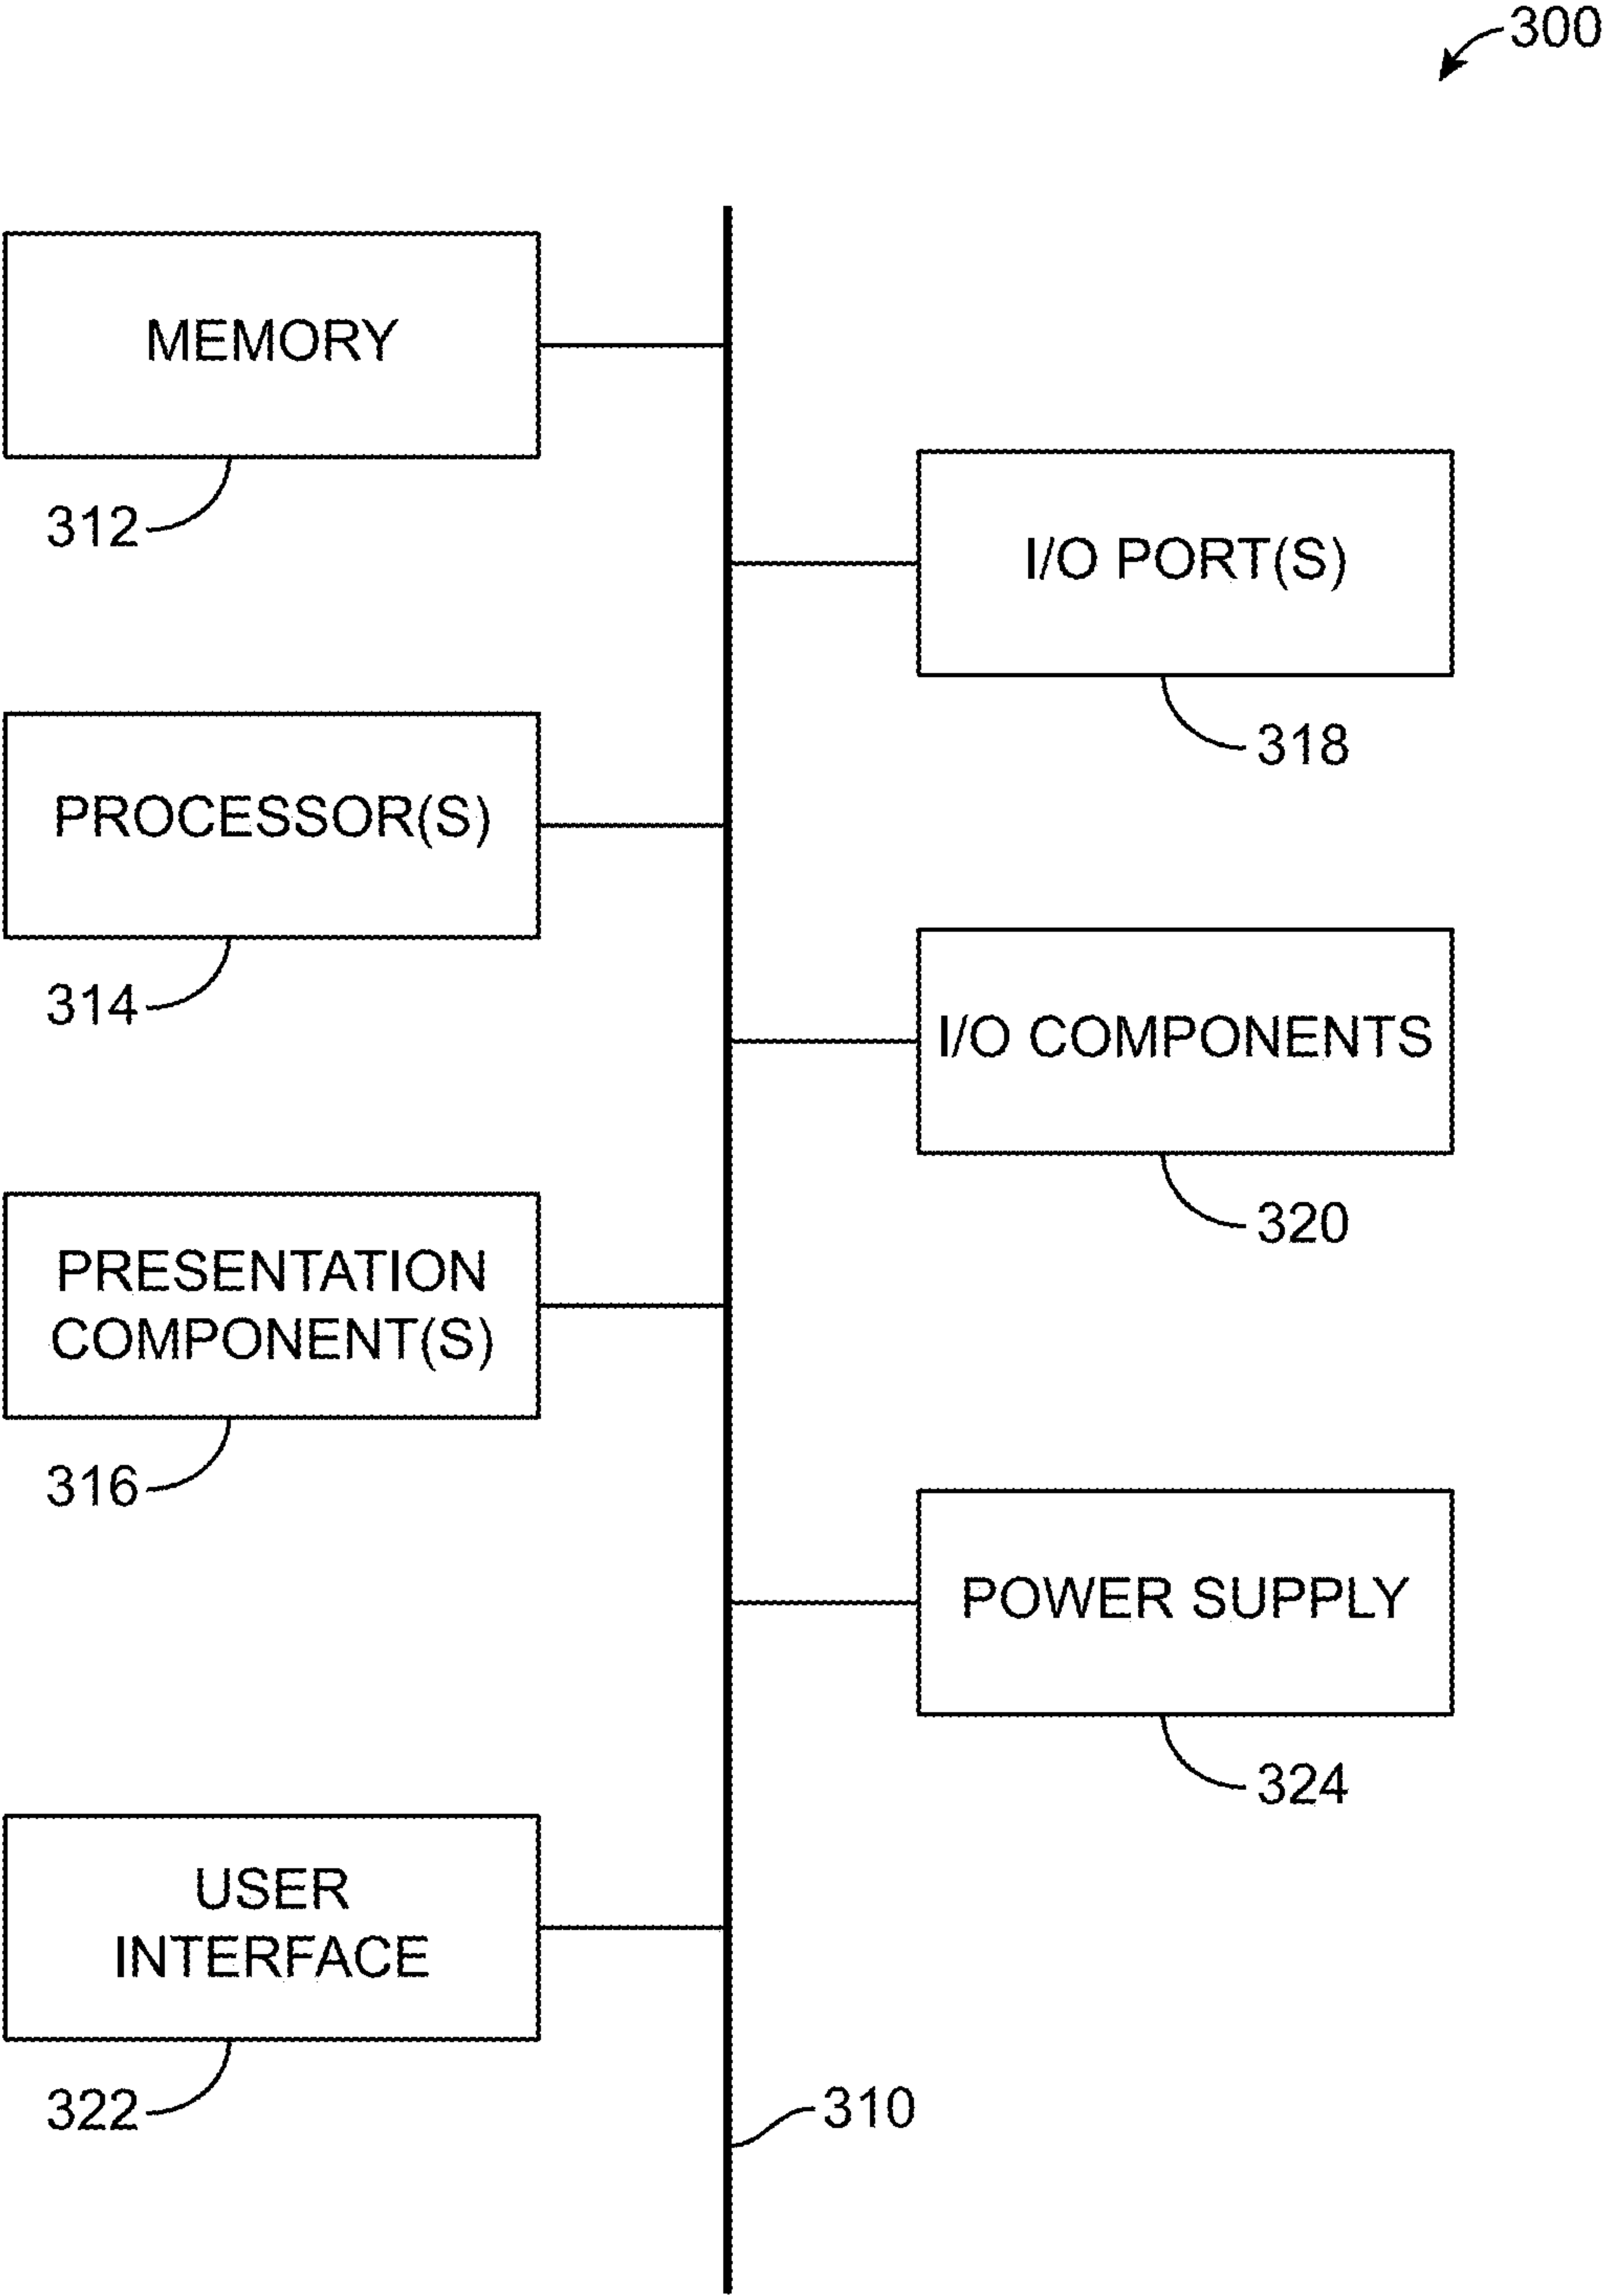 300
MEMORY
312
I/O PORT(S)
318
PROCESSOR(S)
314
I/O COMPONENTS
320
PRESENTATION
COMPONENT(S)
316
POWER SUPPLY
324
USER
INTERFACE
322
310